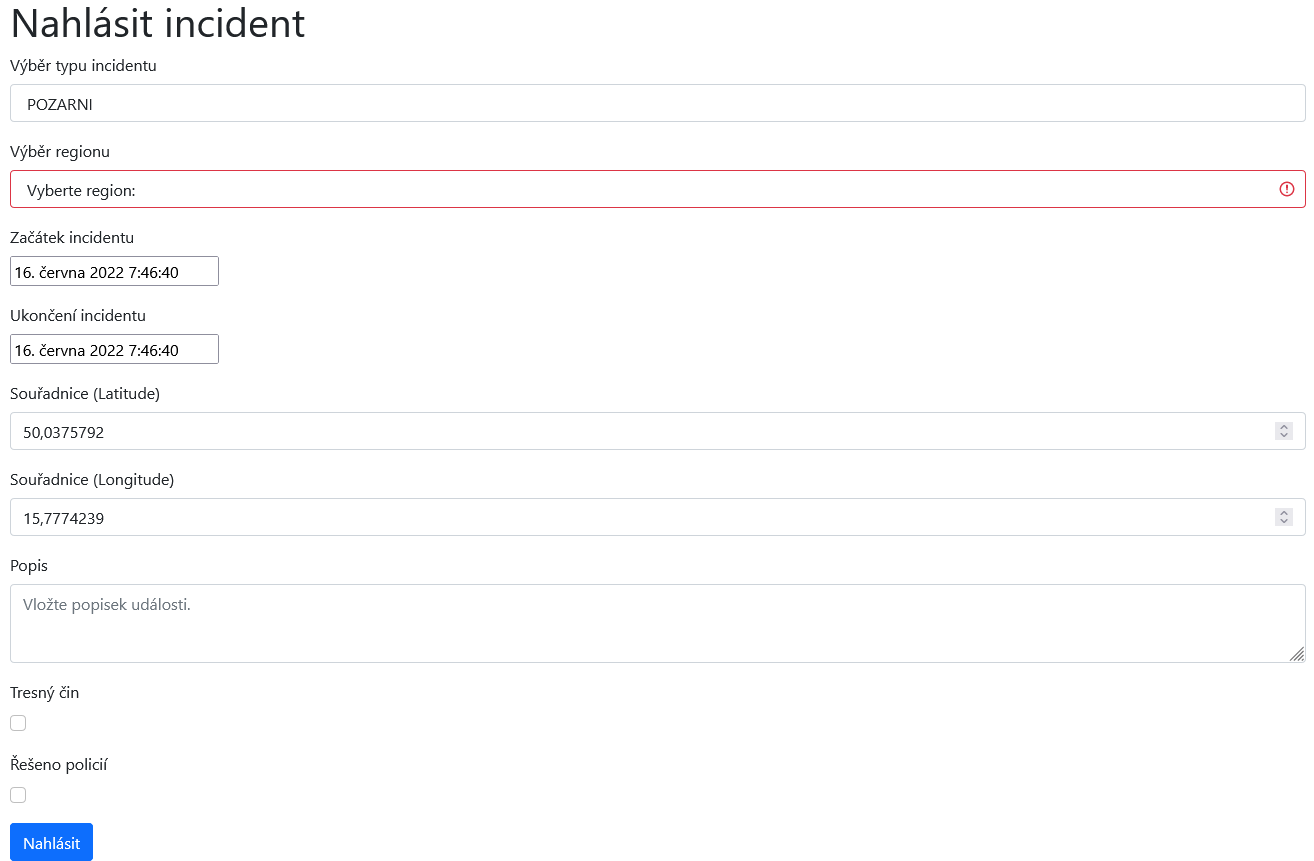 Nahlásit incident
Výběr typu incidentu
POZARNI
Výběr regionu
Vyberte region:
Začátek incidentu
16. června 2022 7:46:40
Ukončení incidentu
16. června 2022 7:46:40
Souřadnice (Latitude)
50,0375792
Souřadnice (Longitude)
15,7774239
Popis
Vložte popisek události.
Tresný čin
Řešeno policií
Nahlásit